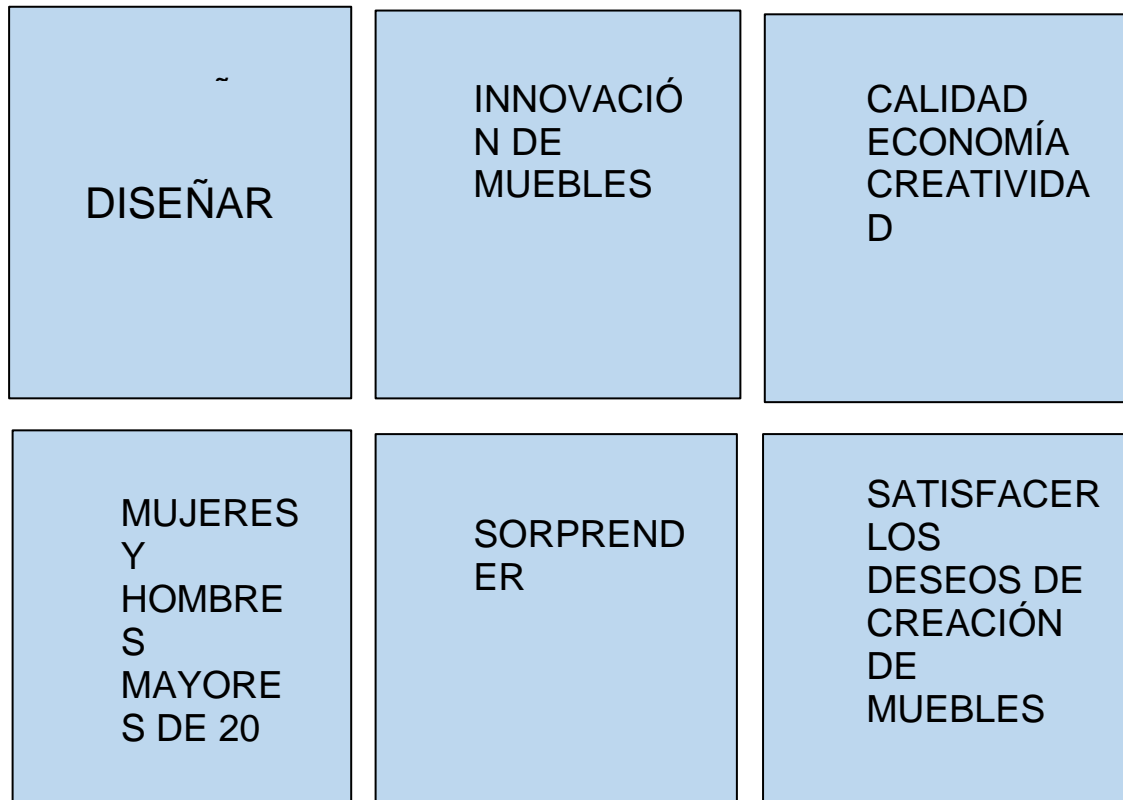 DISEÑAR
INNOVACIÓ
N DE
MUEBLES
CALIDAD
ECONOMÍA
CREATIVIDA
D
MUJERES
Y
HOMBRE
S
MAYORE
S DE 20
SORPREND
ER
SATISFACER
LOS
DESEOS DE
CREACIÓN
DE
MUEBLES